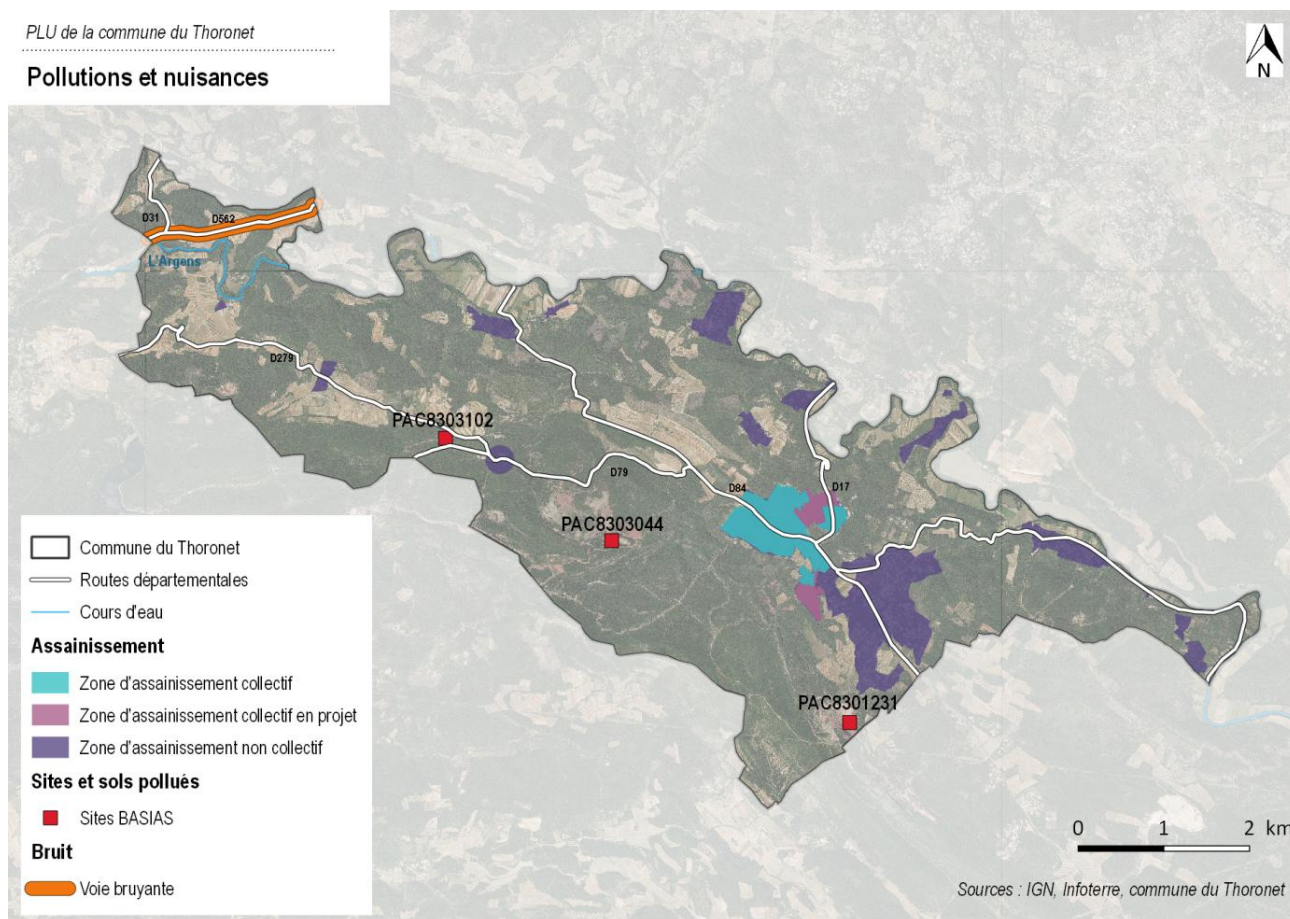 PLU de la commune du Thoronet
Pollutions et nuisances
N
D31
D562
L'Argens
D279
PAC8303102
D79
D84
D17
PAC8303044
PAC8301231
Commune du Thoronet
Routes départementales
Cours d'eau
Assainissement
Zone d'assainissement collectif
Zone d'assainissement collectif en projet
Zone d'assainissement non collectif
Sites et sols pollués
Sites BASIAS
Bruit
Voie bruyante
0 1 2 km
Sources : IGN, Infoterre, commune du Thoronet